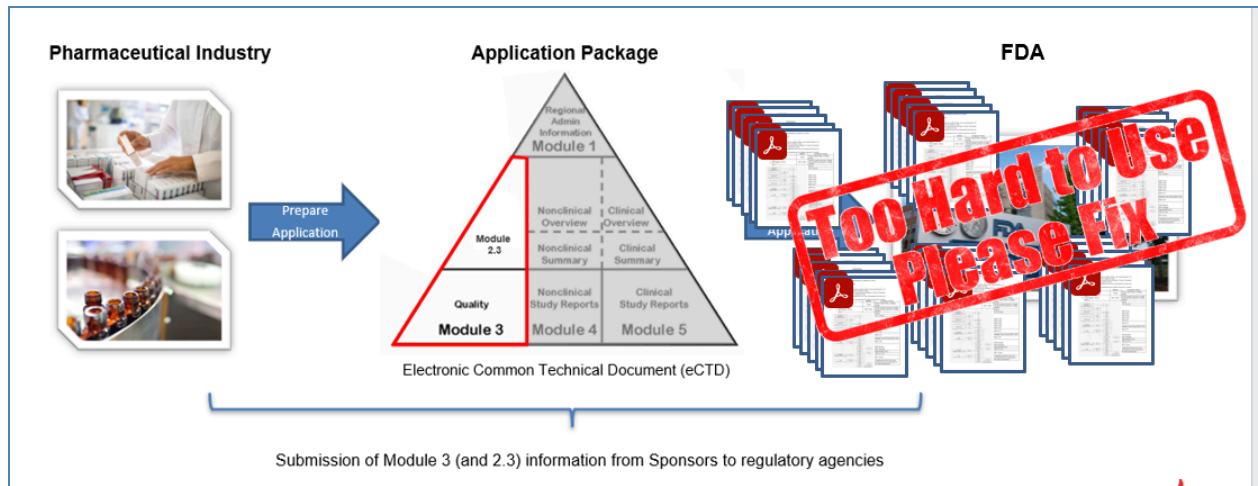 Pharmaceutical Industry
Application Package
FDA
Prepare
Application
Regional
Admin
Information
Module 1
Module
2.3
Nonclinical
Overview
Clinical
Overview
Nonclinical
Summary
Clinical
Summary
Quality
Module 3
Nonclinical
Study Reports
Module 4
Clinical
Study Reports
Module 5
Electronic Common Technical Document (eCTD)
Application
FDA
Too Hard to Use
Please Fix
Submission of Module 3 (and 2.3) information from Sponsors to regulatory agencies